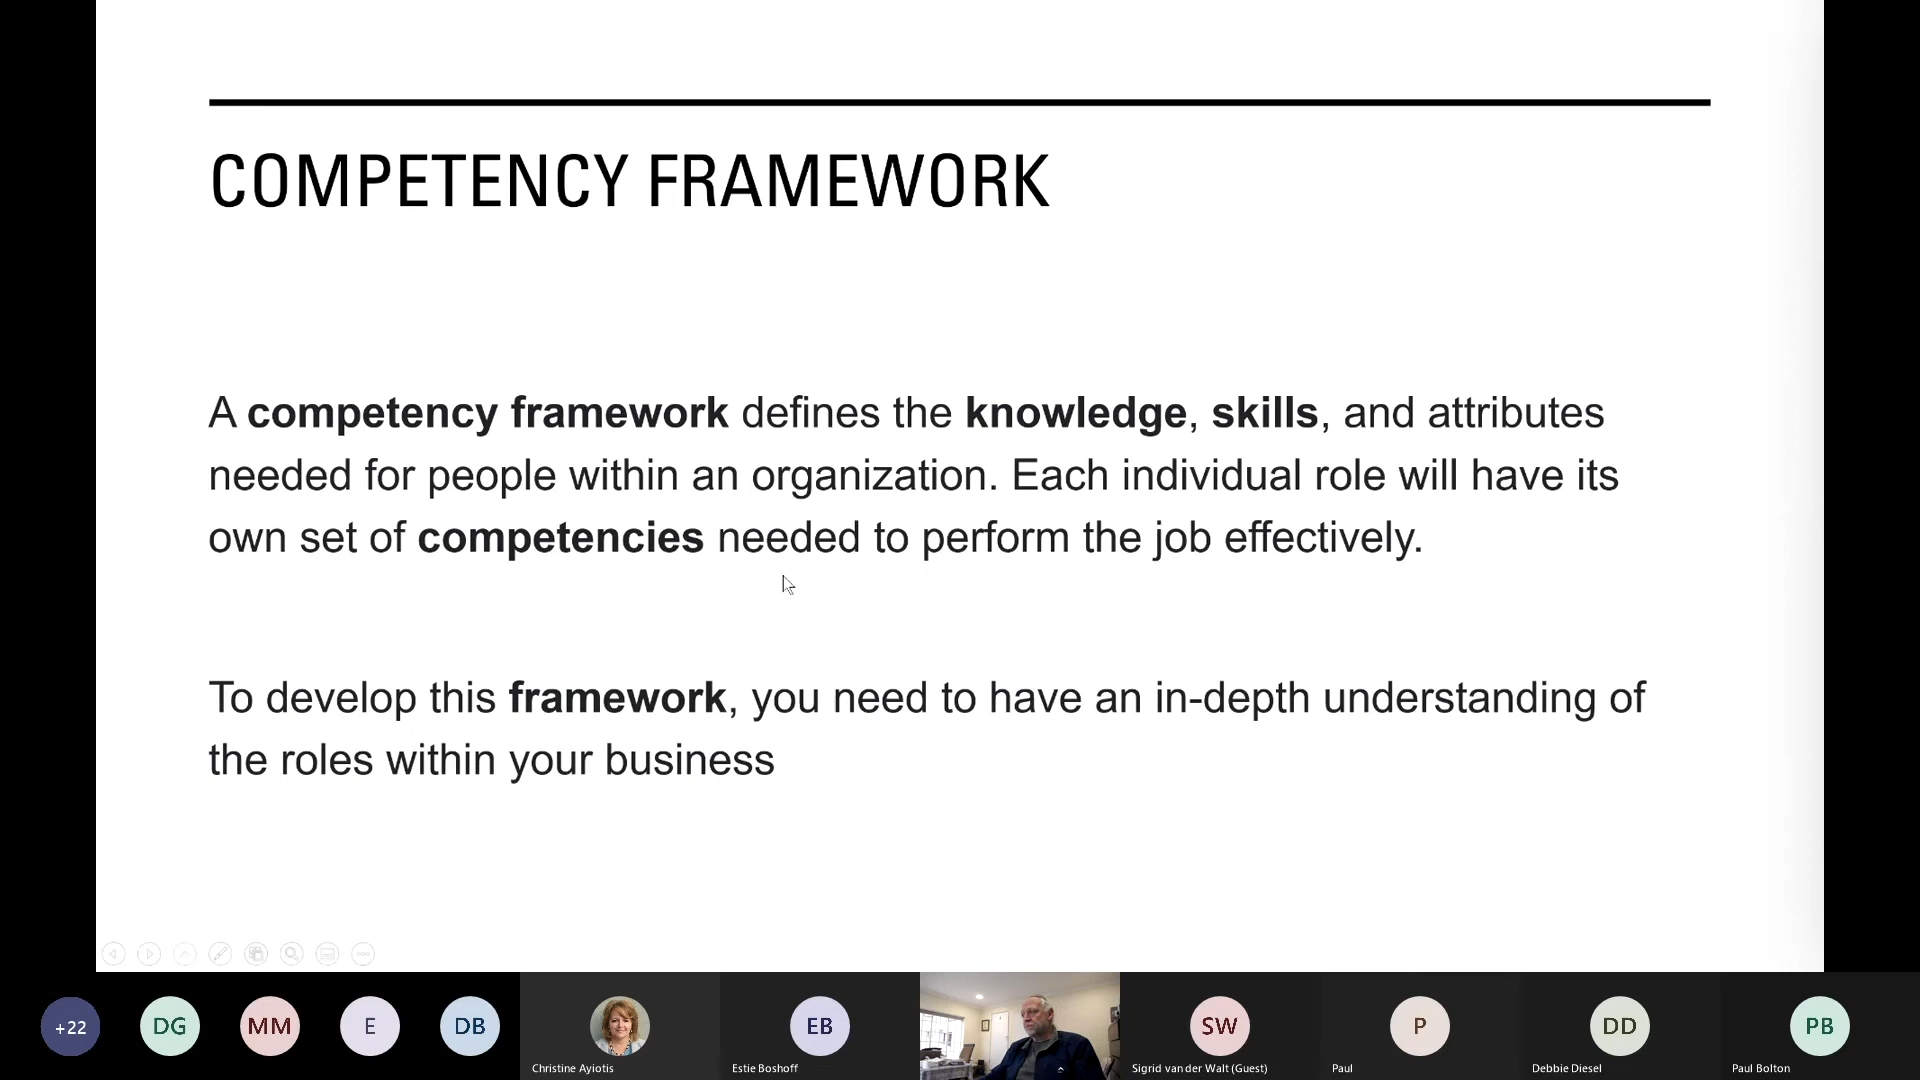 COMPETENCY FRAMEWORK
A competency framework defines the knowledge, skills, and attributes
needed for people within an organization. Each individual role will have its
own set of competencies needed to perform the job effectively.
To develop this framework, you need to have an in-depth understanding of
the roles within your business
+22
DG
MM
E
DB
Christine Ayiotis
EB
Estie Boshoff
SW
Sigrid van der Walt (Guest)
P
Paul
DD
Debbie Diesel
PB
Paul Bolton